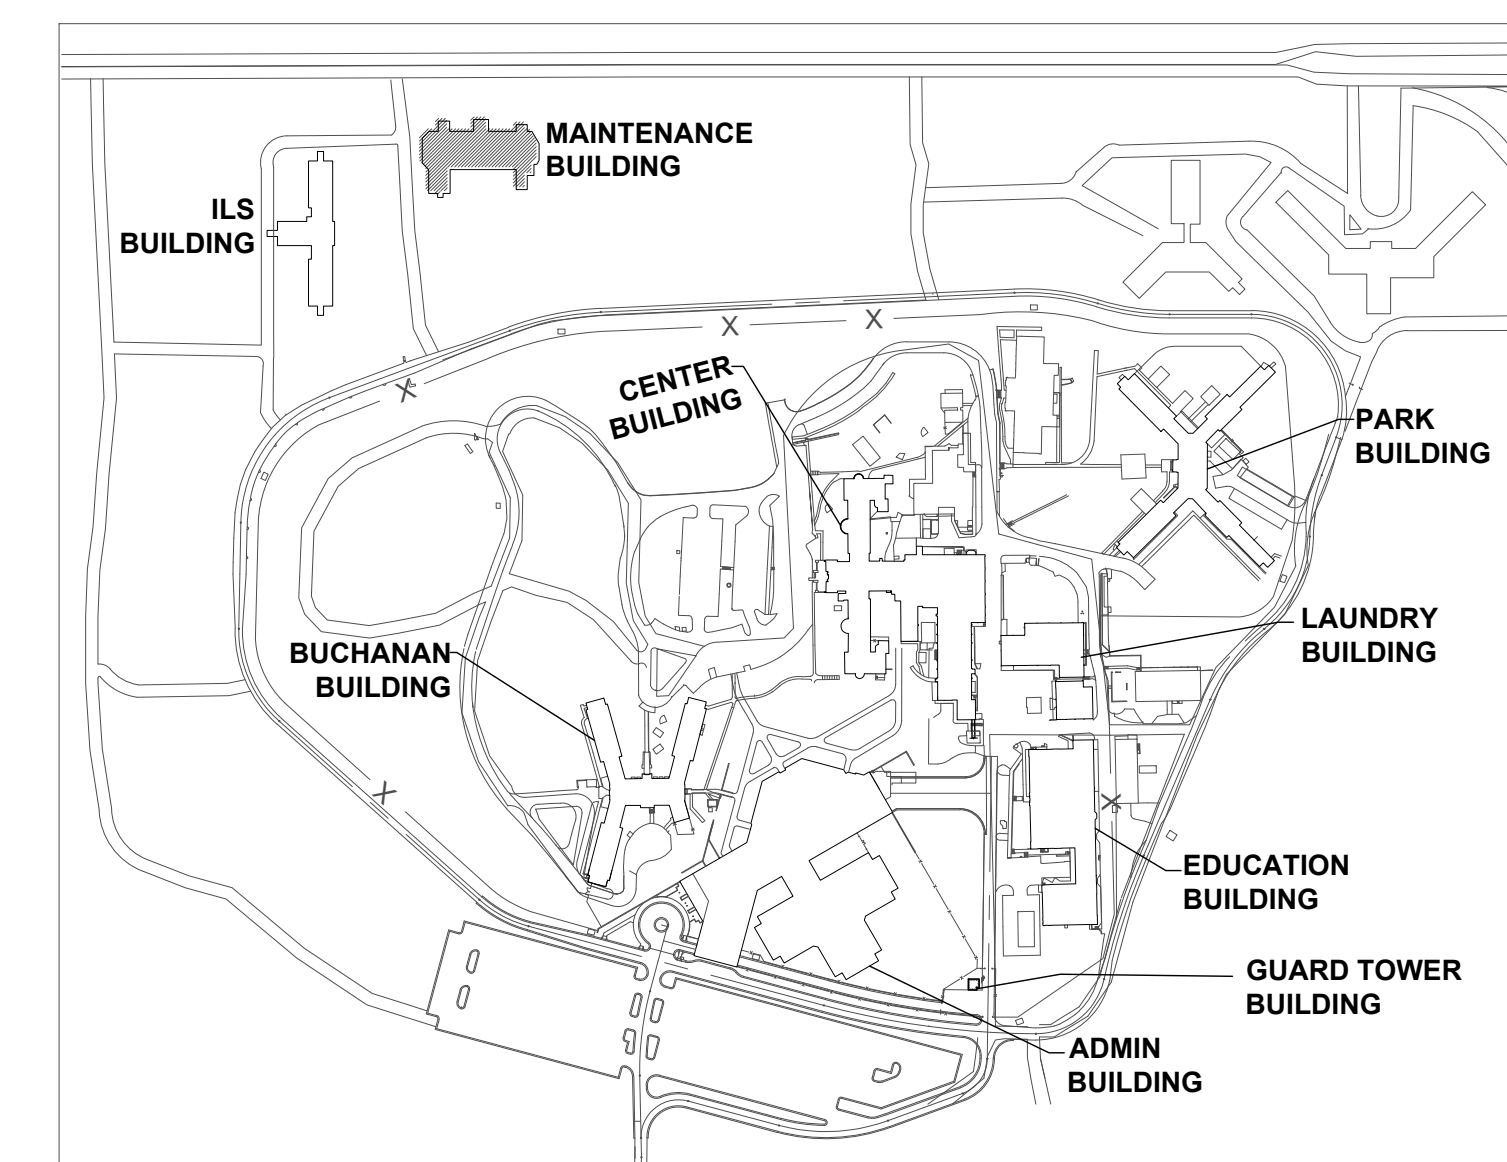 MAINTENANCE
BUILDING
ILS
BUILDING
X
X
X
CENTER
BUILDING
PARK
BUILDING
LAUNDRY
BUILDING
BUCHANAN
BUILDING
X
X
EDUCATION
BUILDING
GUARD TOWER
BUILDING
ADMIN
BUILDING